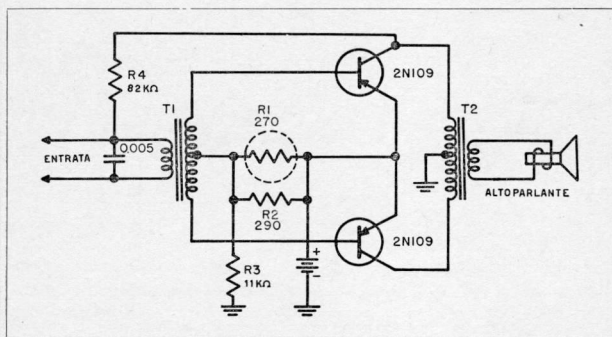 R4
82KΩ
T1
2N109
R1
270
T2
0,005
ENTRATA
ALTOPARLANTE
R2
290
2N109
+
−
R3
11KΩ